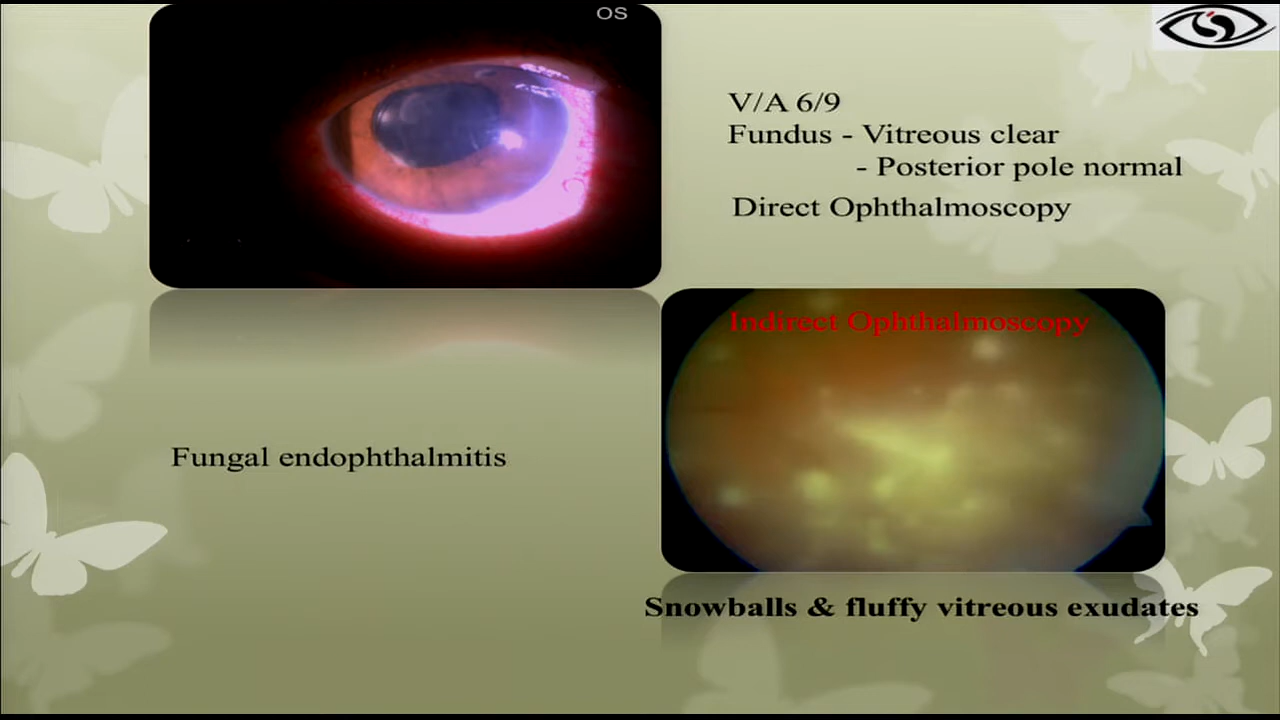 OS
V/A 6/9
Fundus - Vitreous clear
- Posterior pole normal
Direct Ophthalmoscopy
Indirect Ophthalmoscopy
Fungal endophthalmitis
Snowballs & fluffy vitreous exudates